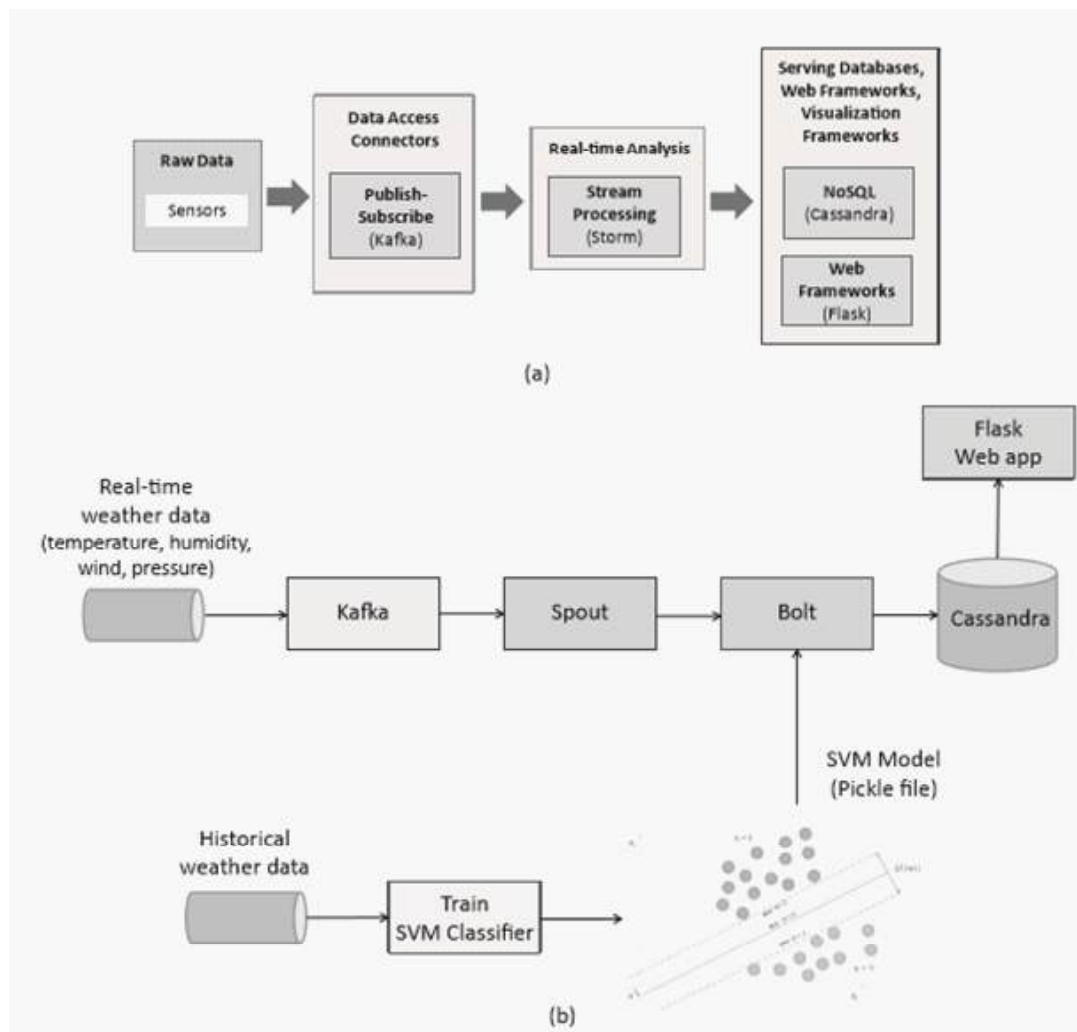 Raw Data
Sensors
Data Access
Connectors
Publish-
Subscribe
(Kafka)
Real-time Analysis
Stream
Processing
(Storm)
Serving Databases,
Web Frameworks,
Visualization
Frameworks
NoSQL
(Cassandra)
Web
Frameworks
(Flask)
(a)
Flask
Web app
Real-time
weather data
(temperature, humidity,
wind, pressure)
Kafka
Spout
Bolt
Cassandra
SVM Model
(Pickle file)
Historical
weather data
Train
SVM Classifier
(b)